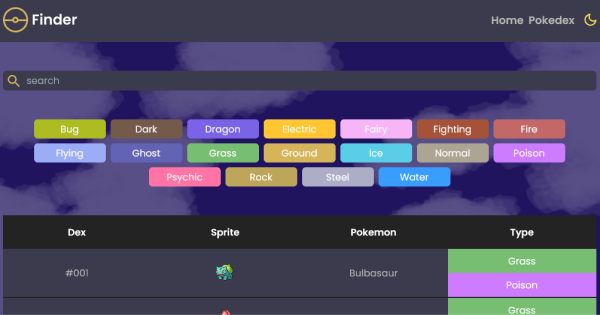 Finder
Home Pokedex
search
Bug Dark Dragon Electric Fairy Fighting Fire
Flying Ghost Grass Ground Ice Normal Poison
Psychic Rock Steel Water
Dex Sprite Pokemon Type
#001 Bulbasaur Grass
Poison
Grass